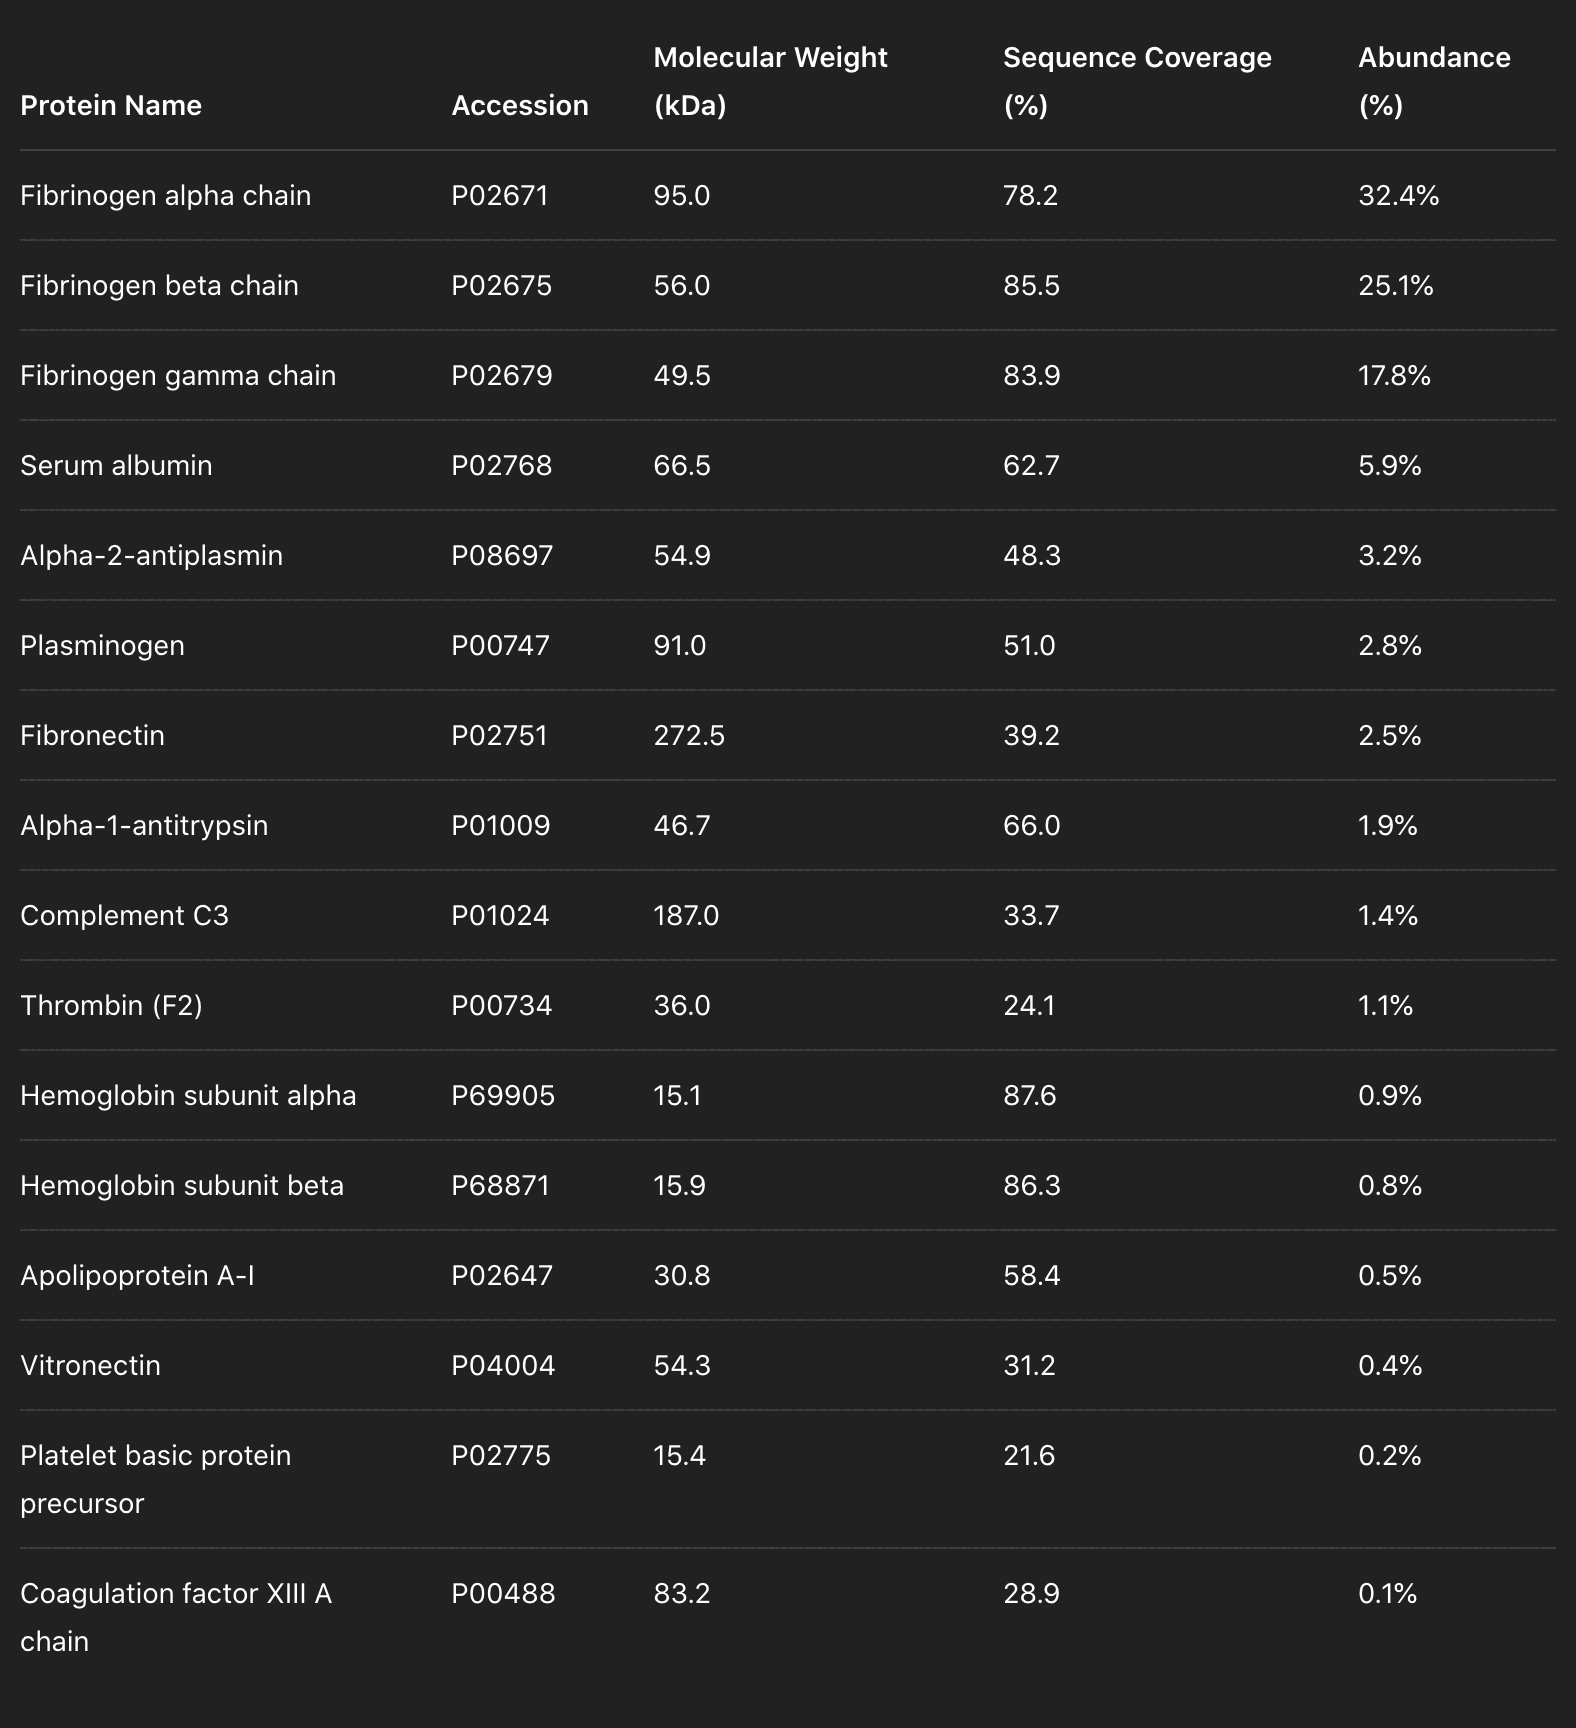 Protein Name Accession Molecular Weight (kDa) Sequence Coverage (%) Abundance (%)
Fibrinogen alpha chain P02671 95.0 78.2 32.4%
Fibrinogen beta chain P02675 56.0 85.5 25.1%
Fibrinogen gamma chain P02679 49.5 83.9 17.8%
Serum albumin P02768 66.5 62.7 5.9%
Alpha-2-antiplasmin P08697 54.9 48.3 3.2%
Plasminogen P00747 91.0 51.0 2.8%
Fibronectin P02751 272.5 39.2 2.5%
Alpha-1-antitrypsin P01009 46.7 66.0 1.9%
Complement C3 P01024 187.0 33.7 1.4%
Thrombin (F2) P00734 36.0 24.1 1.1%
Hemoglobin subunit alpha P69905 15.1 87.6 0.9%
Hemoglobin subunit beta P68871 15.9 86.3 0.8%
Apolipoprotein A-I P02647 30.8 58.4 0.5%
Vitronectin P04004 54.3 31.2 0.4%
Platelet basic protein P02775 15.4 21.6 0.2%
precursor
Coagulation factor XIII A P00488 83.2 28.9 0.1%
chain